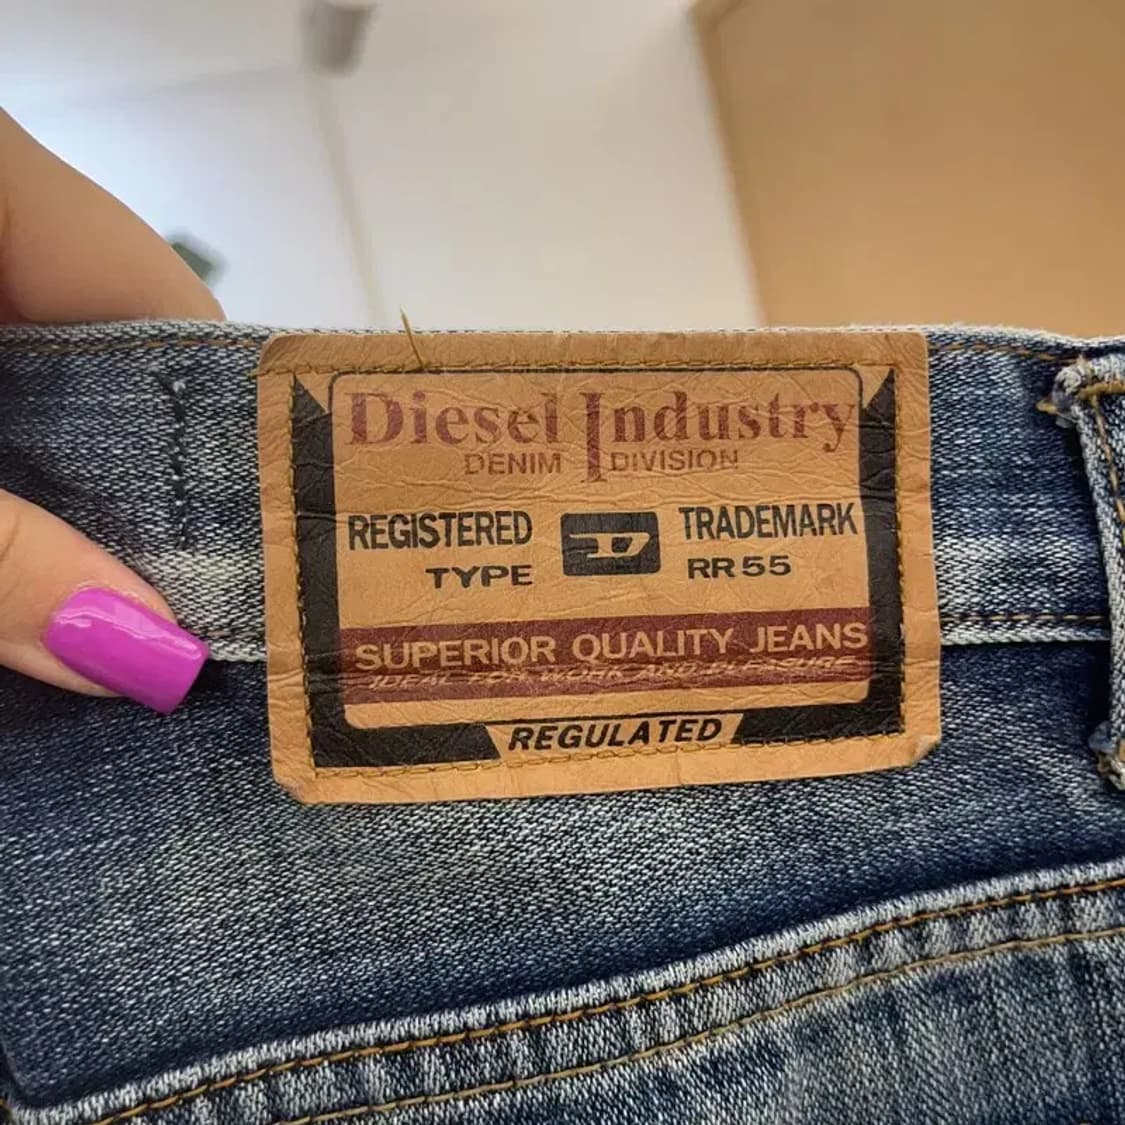 Diesel Industry
DENIM DIVISION
REGISTERED D TRADEMARK
TYPE RR55
SUPERIOR QUALITY JEANS
IDEAL FOR WORK AND PLEASURE
REGULATED